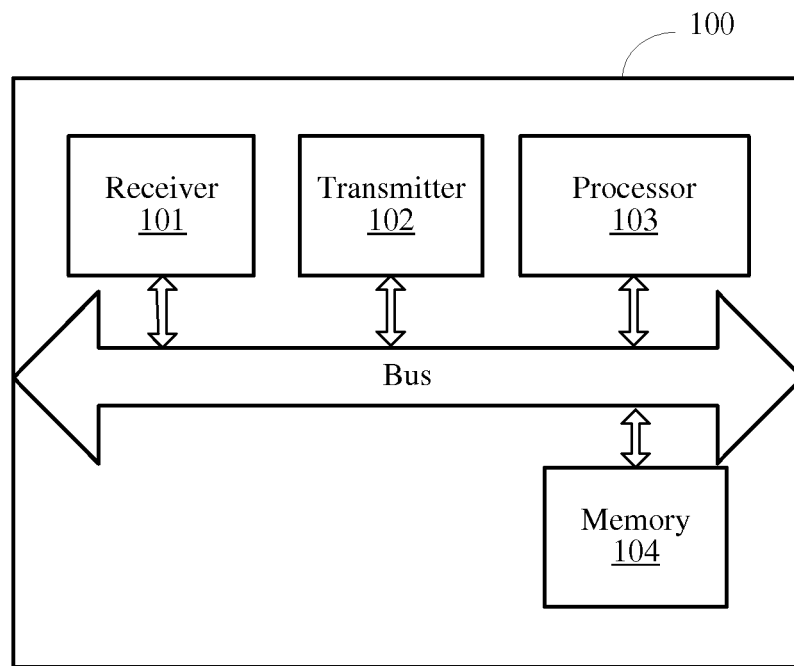 100
Receiver
101
Transmitter
102
Processor
103
Bus
Memory
104